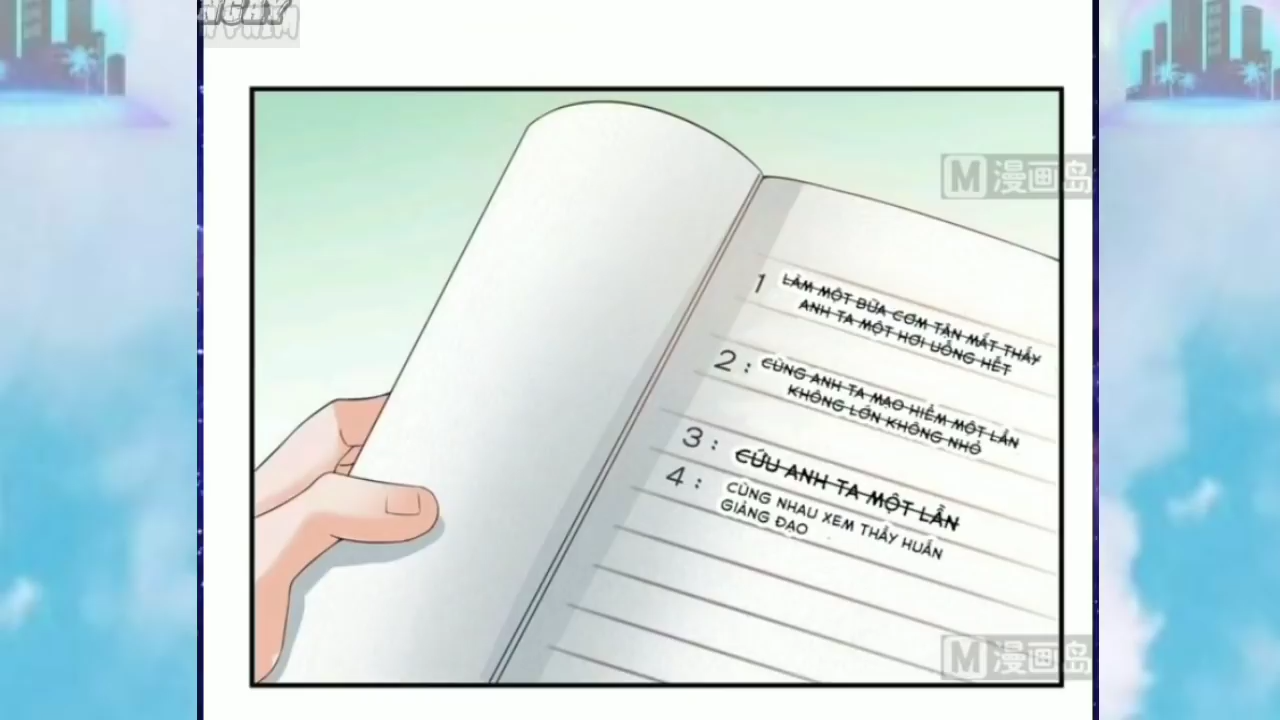 NGAY
漫画岛
1 LÀM MỘT BỮA CƠM TẬN MẮT THẤY
ANH TA MỘT HƠI UỐNG HẾT
2 : CÙNG ANH TA MẠO HIỂM MỘT LẦN
KHÔNG LỚN KHÔNG NHỎ
3 : CỨU ANH TA MỘT LẦN
4 : CÙNG NHAU XEM THẦY HUẤN
GIẢNG ĐẠO
漫画岛